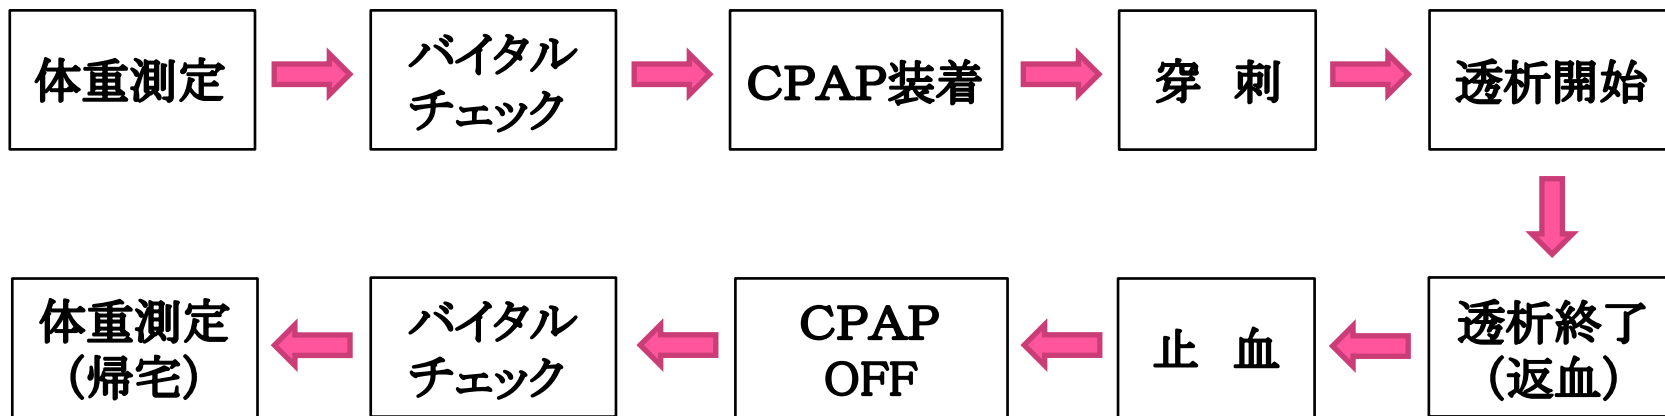 体重測定
バイタル
チェック
CPAP装着
穿 刺
透析開始
透析終了
(返血)
止 血
CPAP
OFF
バイタル
チェック
体重測定
(帰宅)